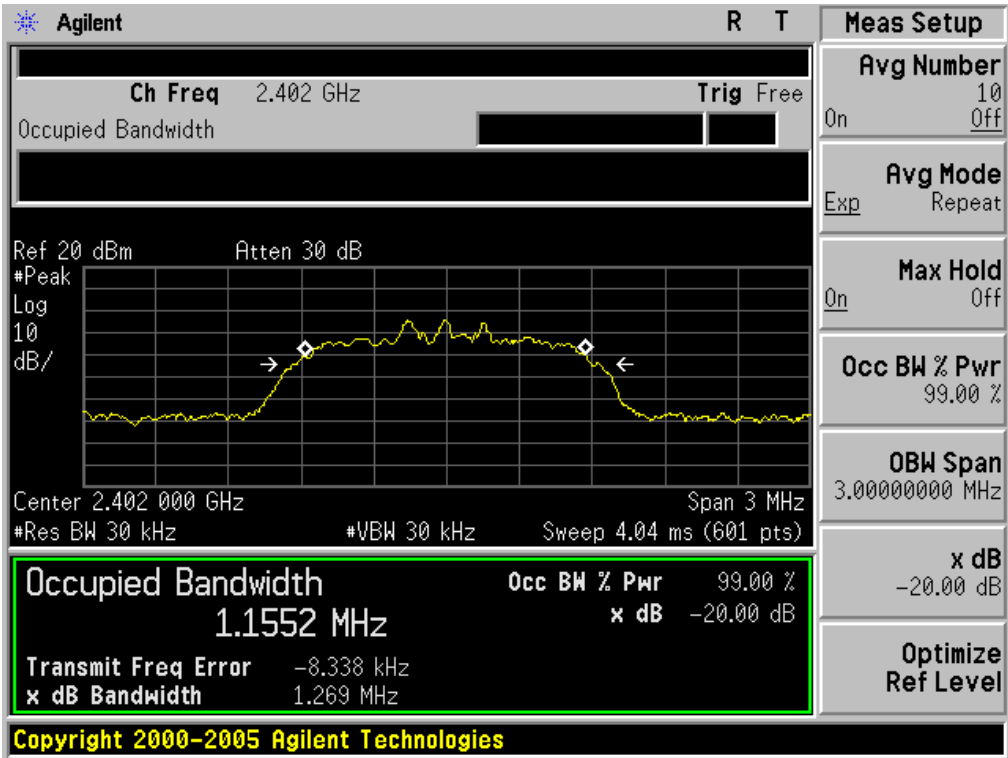 Agilent R T
Ch Freq 2.402 GHz Trig Free
Occupied Bandwidth
Ref 20 dBm Atten 30 dB
#Peak
Log
10
dB/
Center 2.402 000 GHz Span 3 MHz
#Res BW 30 kHz #VBW 30 kHz Sweep 4.04 ms (601 pts)
Occupied Bandwidth Occ BW % Pwr 99.00 %
1.1552 MHz x dB -20.00 dB
Transmit Freq Error -8.338 kHz
x dB Bandwidth 1.269 MHz
Copyright 2000-2005 Agilent Technologies
Meas Setup
Avg Number
10
On Off
Avg Mode
Exp Repeat
Max Hold
On Off
Occ BW % Pwr
99.00 %
OBW Span
3.00000000 MHz
x dB
-20.00 dB
Optimize
Ref Level